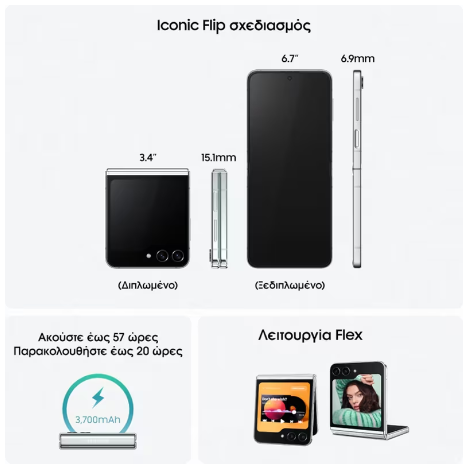 Iconic Flip σχεδιασμός
6.7"
6.9mm
3.4"
15.1mm
(Διπλωμένο)
(Ξεδιπλωμένο)
Ακούστε έως 57 ώρες
Παρακολουθήστε έως 20 ώρες
3,700mAh
Λειτουργία Flex